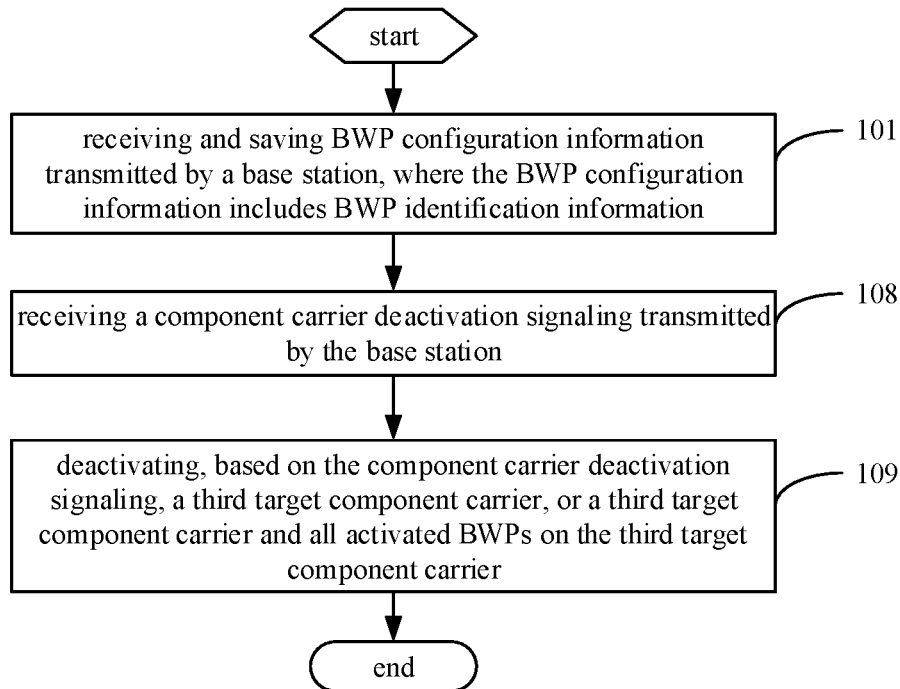 start
receiving and saving BWP configuration information
transmitted by a base station, where the BWP configuration
information includes BWP identification information
101
receiving a component carrier deactivation signaling transmitted
by the base station
108
deactivating, based on the component carrier deactivation
signaling, a third target component carrier, or a third target
component carrier and all activated BWPs on the third target
component carrier
109
end